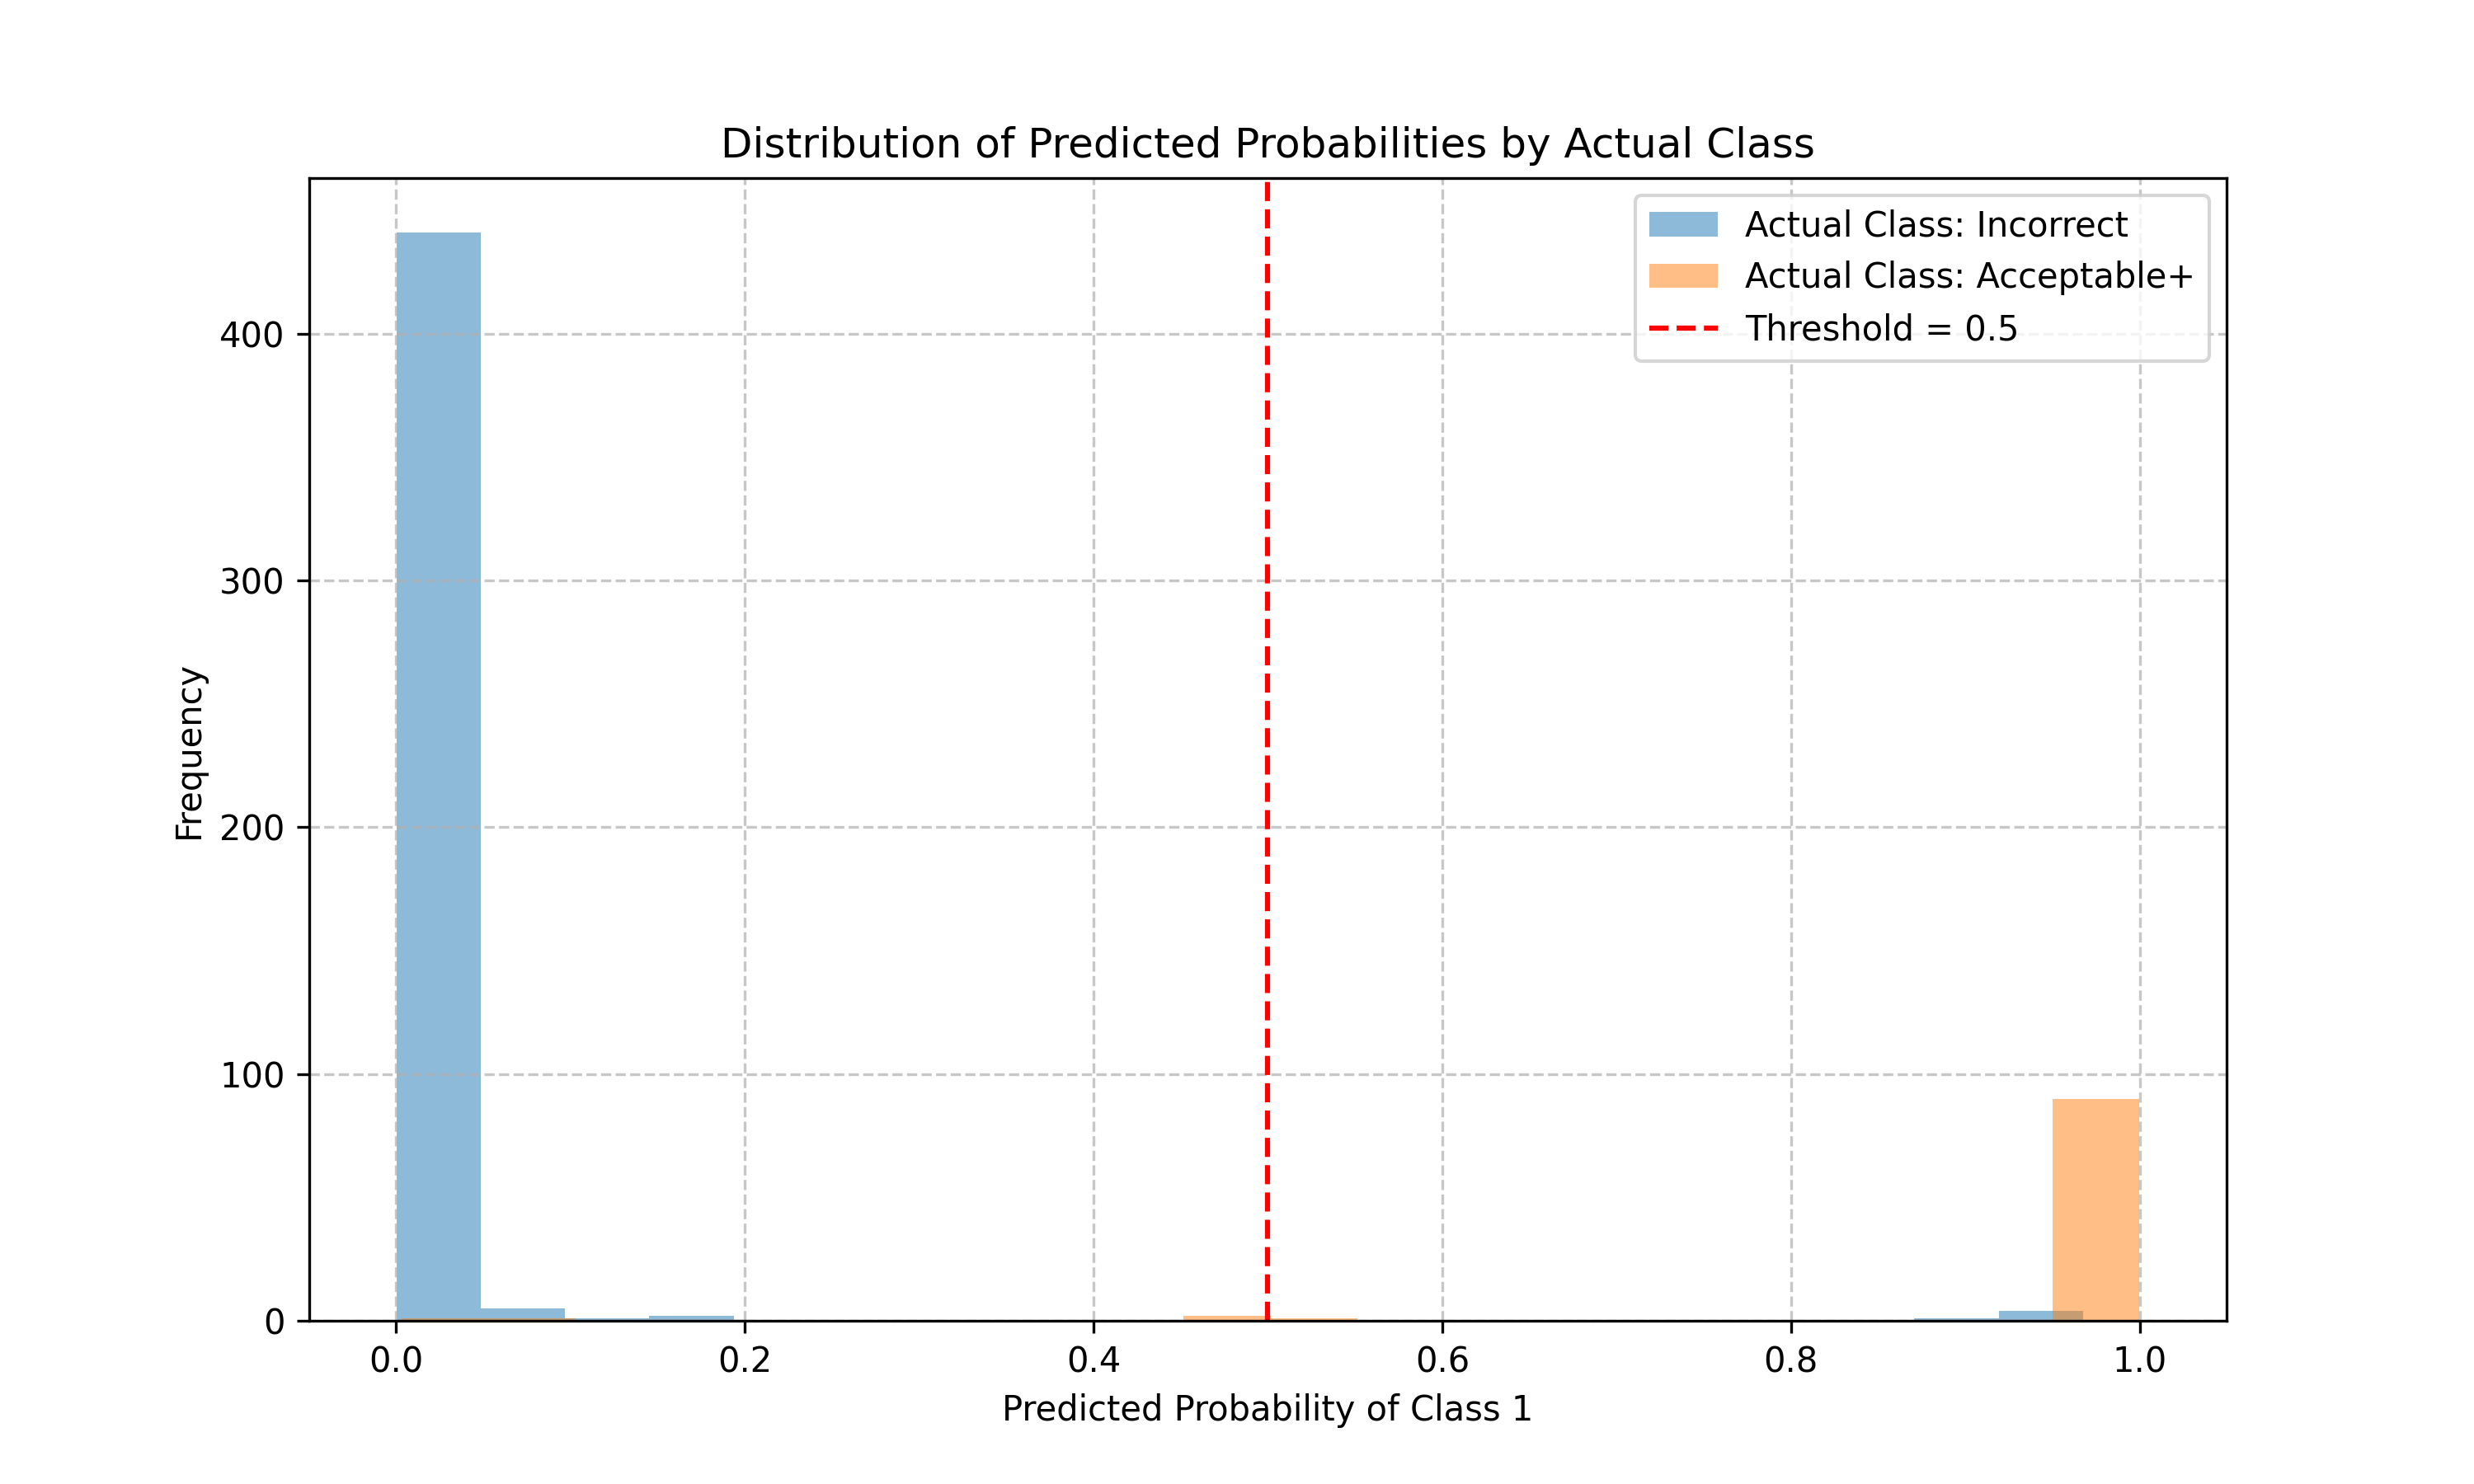 Distribution of Predicted Probabilities by Actual Class
Actual Class: Incorrect
Actual Class: Acceptable+
Threshold = 0.5
Frequency
400
300
200
100
0
0.0 0.2 0.4 0.6 0.8 1.0
Predicted Probability of Class 1